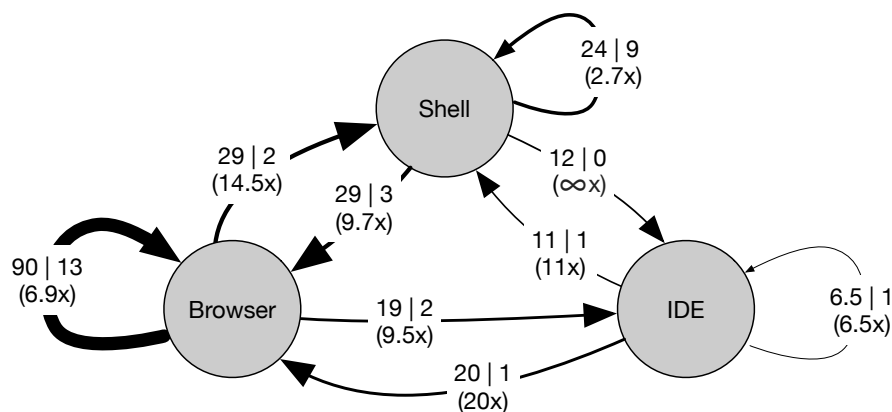 24 | 9
(2.7x)
Shell
29 | 2
(14.5x)
12 | 0
(∞x)
29 | 3
(9.7x)
11 | 1
(11x)
90 | 13
(6.9x)
Browser
19 | 2
(9.5x)
IDE
6.5 | 1
(6.5x)
20 | 1
(20x)